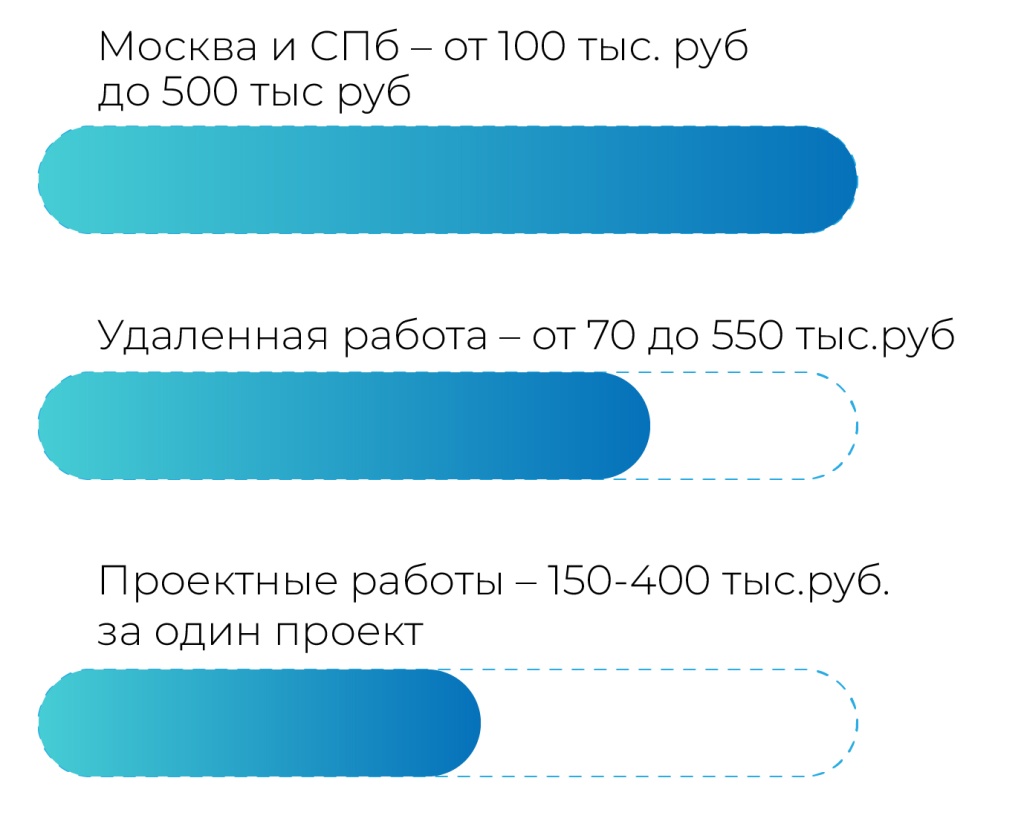 Москва и СПб – от 100 тыс. руб
до 500 тыс руб
Удаленная работа – от 70 до 550 тыс.руб
Проектные работы – 150-400 тыс.руб.
за один проект